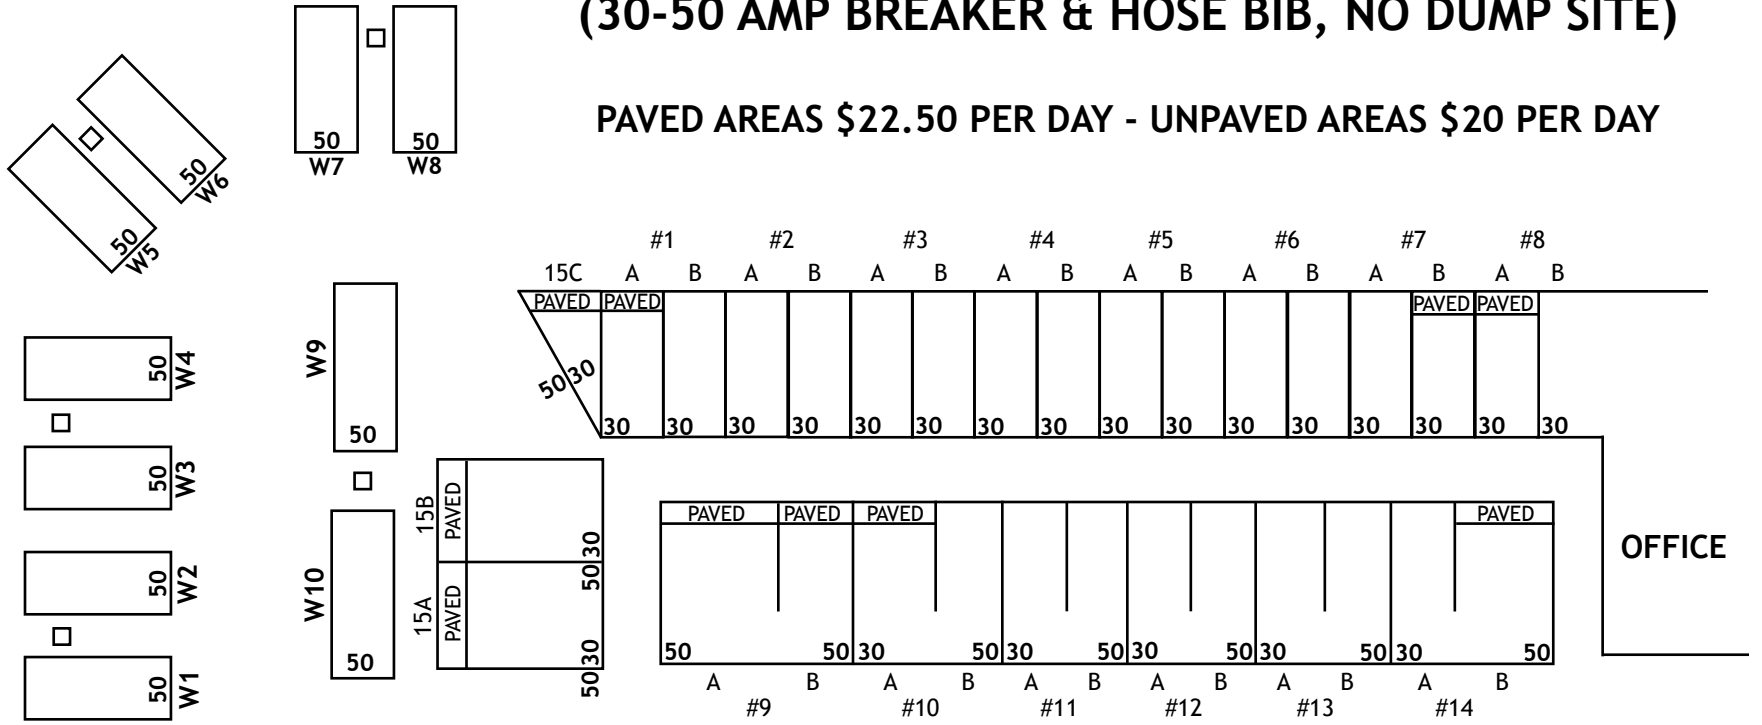 (30-50 AMP BREAKER & HOSE BIB, NO DUMP SITE)
PAVED AREAS $22.50 PER DAY - UNPAVED AREAS $20 PER DAY
50 50
W7 W8
50
W6
50
W5
#1 #2 #3 #4 #5 #6 #7 #8
15C A B A B A B A B A B A B A B A B
PAVED PAVED PAVED PAVED
50 30
30 30 30 30 30 30 30 30 30 30 30 30 30 30 30 30
50 W4
50 W3
50 W2
50 W1
W9
50
W10
50
15B PAVED 50 30
15A PAVED 50 30
PAVED PAVED PAVED PAVED
50 50 30 50 30 50 30 50 30 50 30 50
A B A B A B A B A B A B
#9 #10 #11 #12 #13 #14
OFFICE